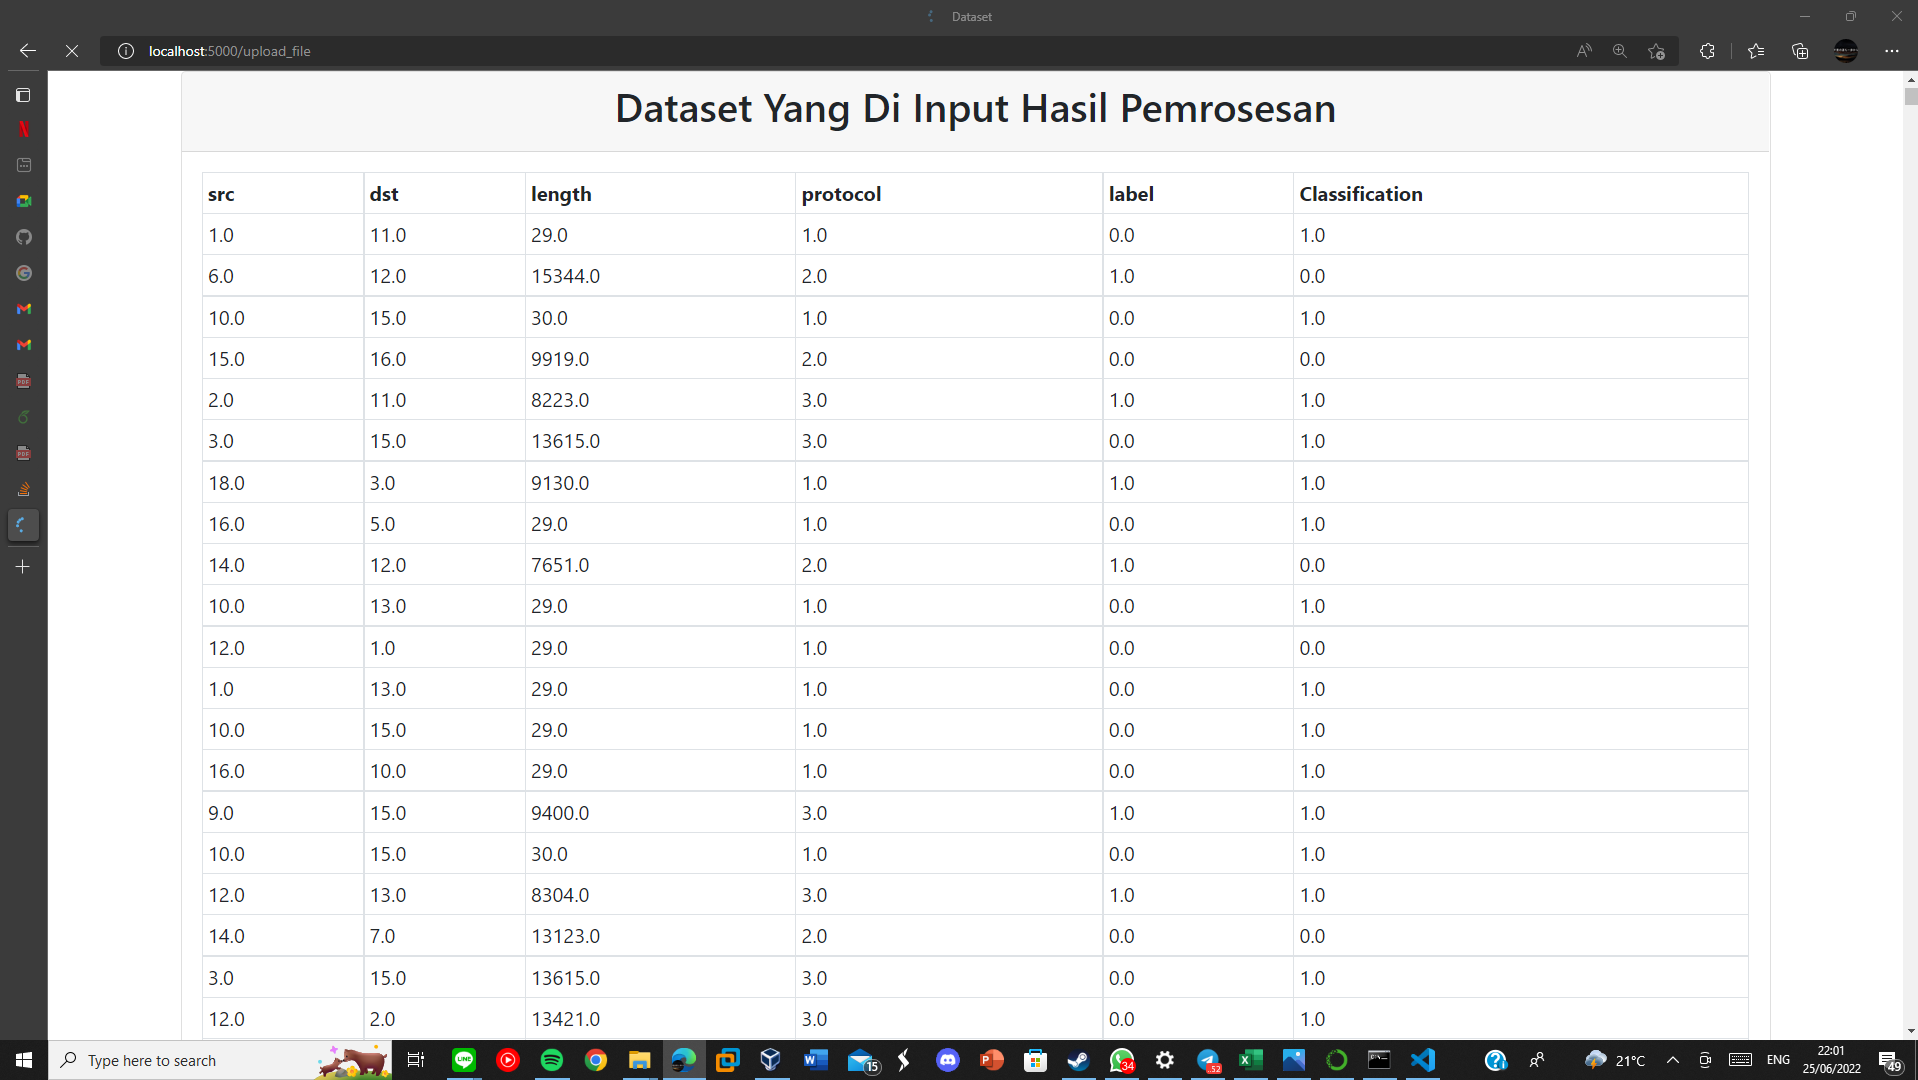 Dataset
localhost:5000/upload_file
Dataset Yang Di Input Hasil Pemrosesan
src dst length protocol label Classification
1.0 11.0 29.0 1.0 0.0 1.0
6.0 12.0 15344.0 2.0 1.0 0.0
10.0 15.0 30.0 1.0 0.0 1.0
15.0 16.0 9919.0 2.0 0.0 0.0
2.0 11.0 8223.0 3.0 1.0 1.0
3.0 15.0 13615.0 3.0 0.0 1.0
18.0 3.0 9130.0 1.0 1.0 1.0
16.0 5.0 29.0 1.0 0.0 1.0
14.0 12.0 7651.0 2.0 1.0 0.0
10.0 13.0 29.0 1.0 0.0 1.0
12.0 1.0 29.0 1.0 0.0 0.0
1.0 13.0 29.0 1.0 0.0 1.0
10.0 15.0 29.0 1.0 0.0 1.0
16.0 10.0 29.0 1.0 0.0 1.0
9.0 15.0 9400.0 3.0 1.0 1.0
10.0 15.0 30.0 1.0 0.0 1.0
12.0 13.0 8304.0 3.0 1.0 1.0
14.0 7.0 13123.0 2.0 0.0 0.0
3.0 15.0 13615.0 3.0 0.0 1.0
12.0 2.0 13421.0 3.0 0.0 1.0
Type here to search
LINE
15
34
21°C
ENG
22:01
25/06/2022
49